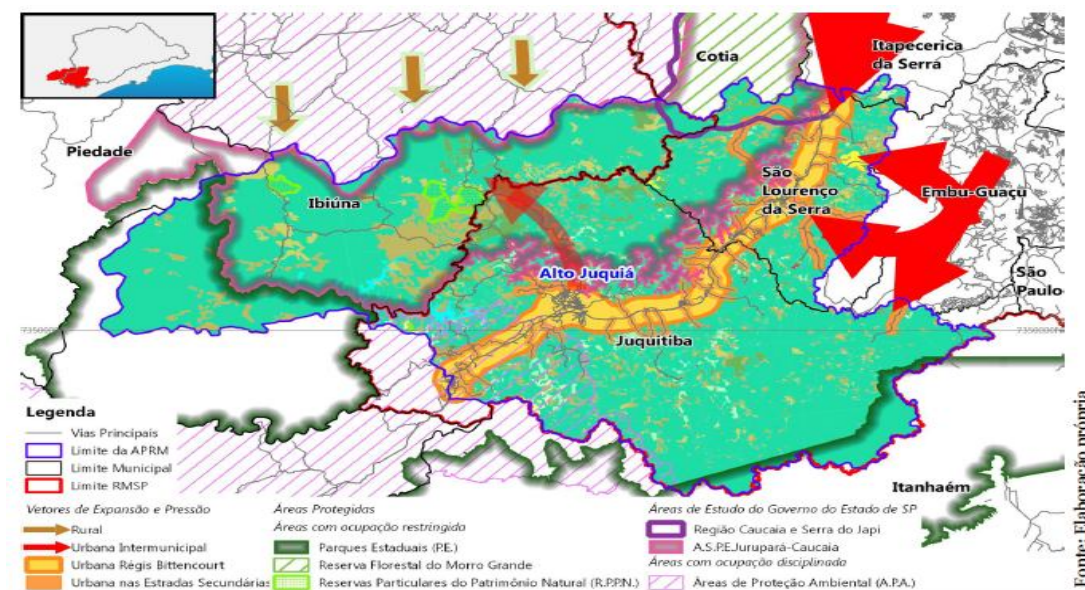 Cotia
Itapecerica
da Serra
Piedade
Ibiúna
São
Lourenço
da Serra
Embu-Guaçu
Alto Juquiá
São
Paulo
Juquitiba
Itanhaém
Legenda
Vias Principais
Limite da APRM
Limite Municipal
Limite RMSP
Vetores de Expansão e Pressão
Rural
Urbana Intermunicipal
Urbana Régis Bittencourt
Urbana nas Estradas Secundárias
Áreas Protegidas
Áreas com ocupação restringida
Parques Estaduais (P.E.)
Reserva Florestal do Morro Grande
Reservas Particulares do Patrimônio Natural (R.P.P.N.)
Áreas de Estudo do Governo do Estado de SP
Região Caucaia e Serra do Japi
A.S.P.E.Jurupará-Caucaia
Áreas com ocupação disciplinada
Áreas de Proteção Ambiental (A.P.A.)
Fonte: Elaboração própria